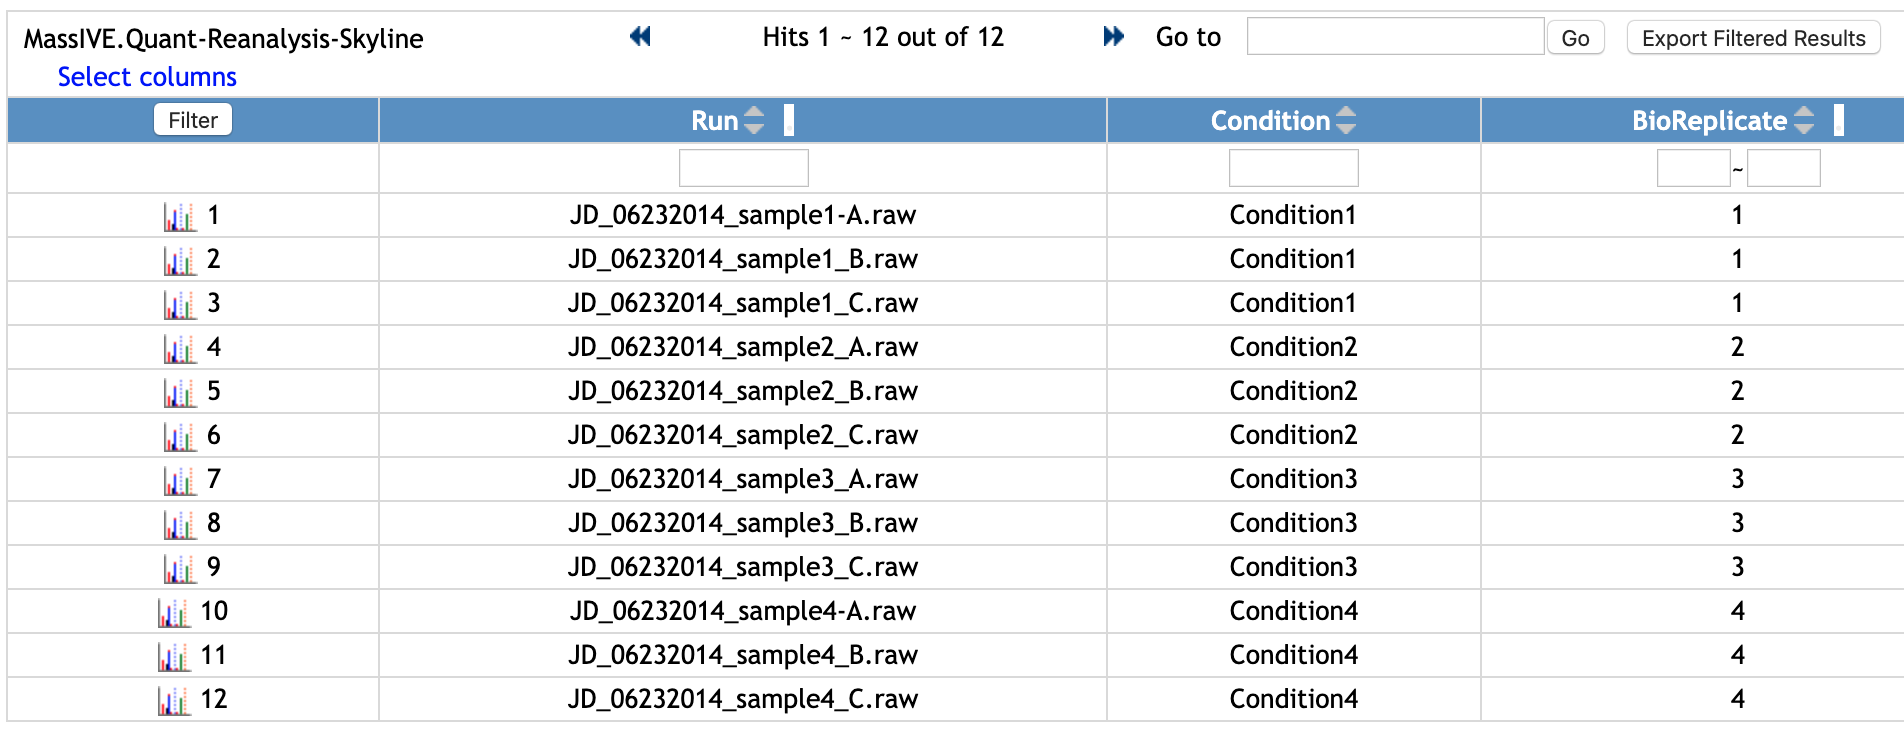 MassIVE.Quant-Reanalysis-Skyline Hits 1 ~ 12 out of 12 Go to Go Export Filtered Results
Select columns
Filter Run Condition BioReplicate
~
1 JD_06232014_sample1-A.raw Condition1 1
2 JD_06232014_sample1_B.raw Condition1 1
3 JD_06232014_sample1_C.raw Condition1 1
4 JD_06232014_sample2_A.raw Condition2 2
5 JD_06232014_sample2_B.raw Condition2 2
6 JD_06232014_sample2_C.raw Condition2 2
7 JD_06232014_sample3_A.raw Condition3 3
8 JD_06232014_sample3_B.raw Condition3 3
9 JD_06232014_sample3_C.raw Condition3 3
10 JD_06232014_sample4-A.raw Condition4 4
11 JD_06232014_sample4_B.raw Condition4 4
12 JD_06232014_sample4_C.raw Condition4 4